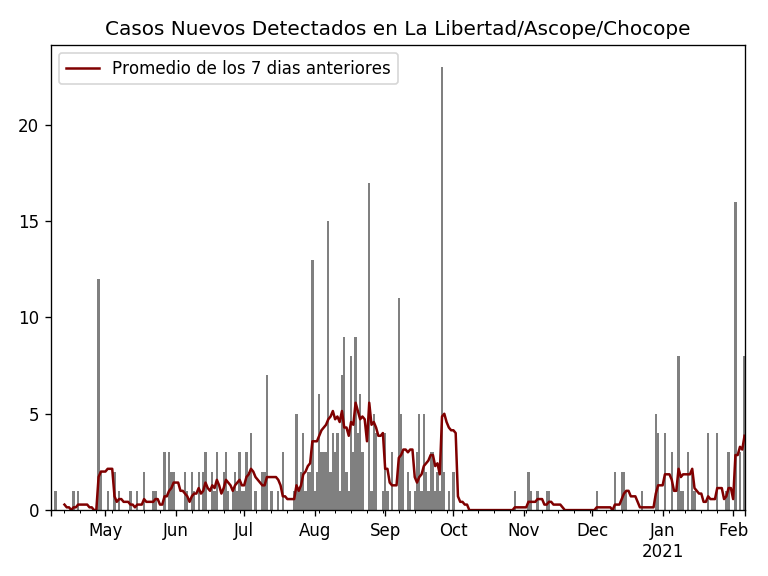 Casos Nuevos Detectados en La Libertad/Ascope/Chocope
Promedio de los 7 dias anteriores
20
15
10
5
0
May Jun Jul Aug Sep Oct Nov Dec Jan Feb
2021